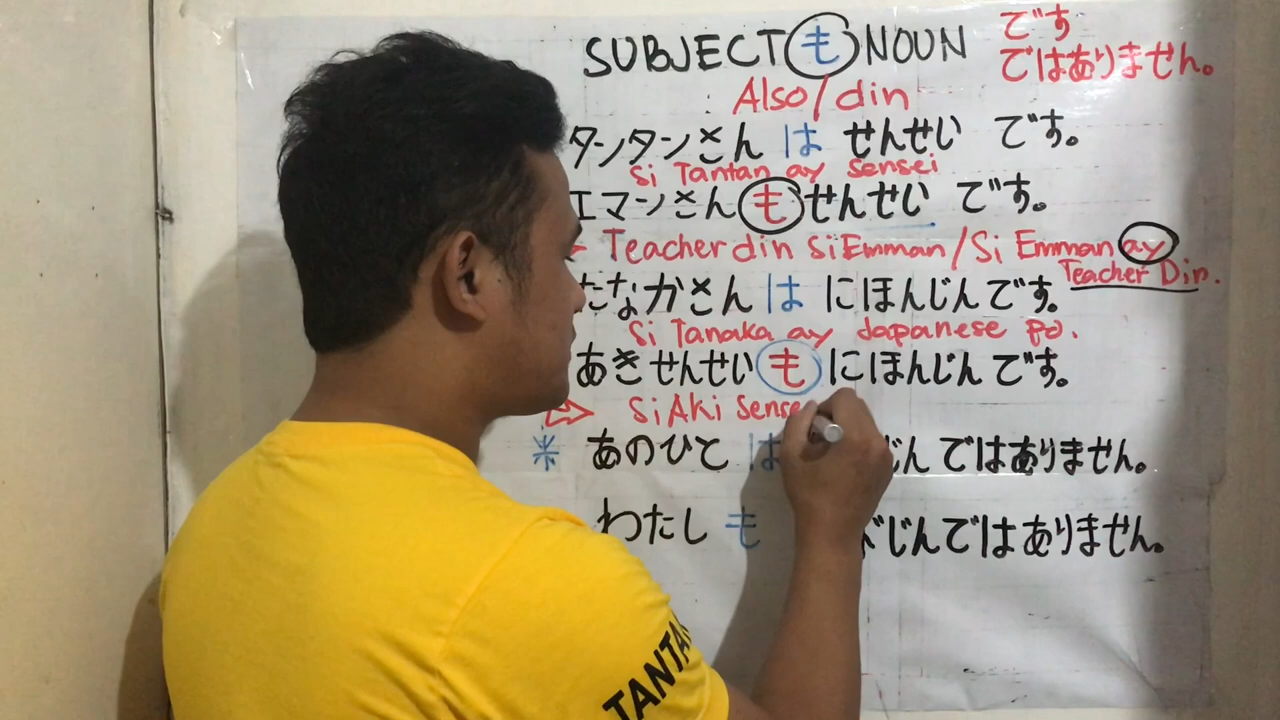 SUBJECT も NOUN
です
ではありません。
Also/din
タンタンさん は せんせい です。
Si Tantan ay sensei
エマンさん も せんせい です。
Teacher din Si Emman/Si Emman ay
Teacher Din.
たなかさん は にほんじんです。
Si Tanaka ay Japanese po.
あきせんせい も にほんじんです。
Si Aki Sense
* あのひと は じん ではありません。
わたし も じんではありません。
TANTA